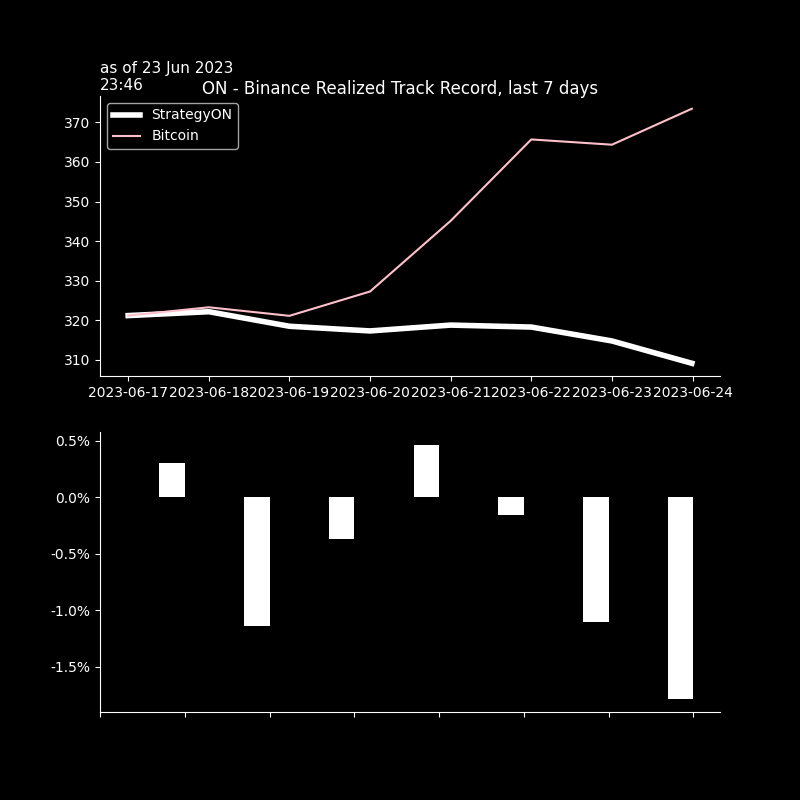 as of 23 Jun 2023
23:46
ON - Binance Realized Track Record, last 7 days
StrategyON
Bitcoin
370
360
350
340
330
320
310
2023-06-17 2023-06-18 2023-06-19 2023-06-20 2023-06-21 2023-06-22 2023-06-23 2023-06-24
0.5%
0.0%
-0.5%
-1.0%
-1.5%